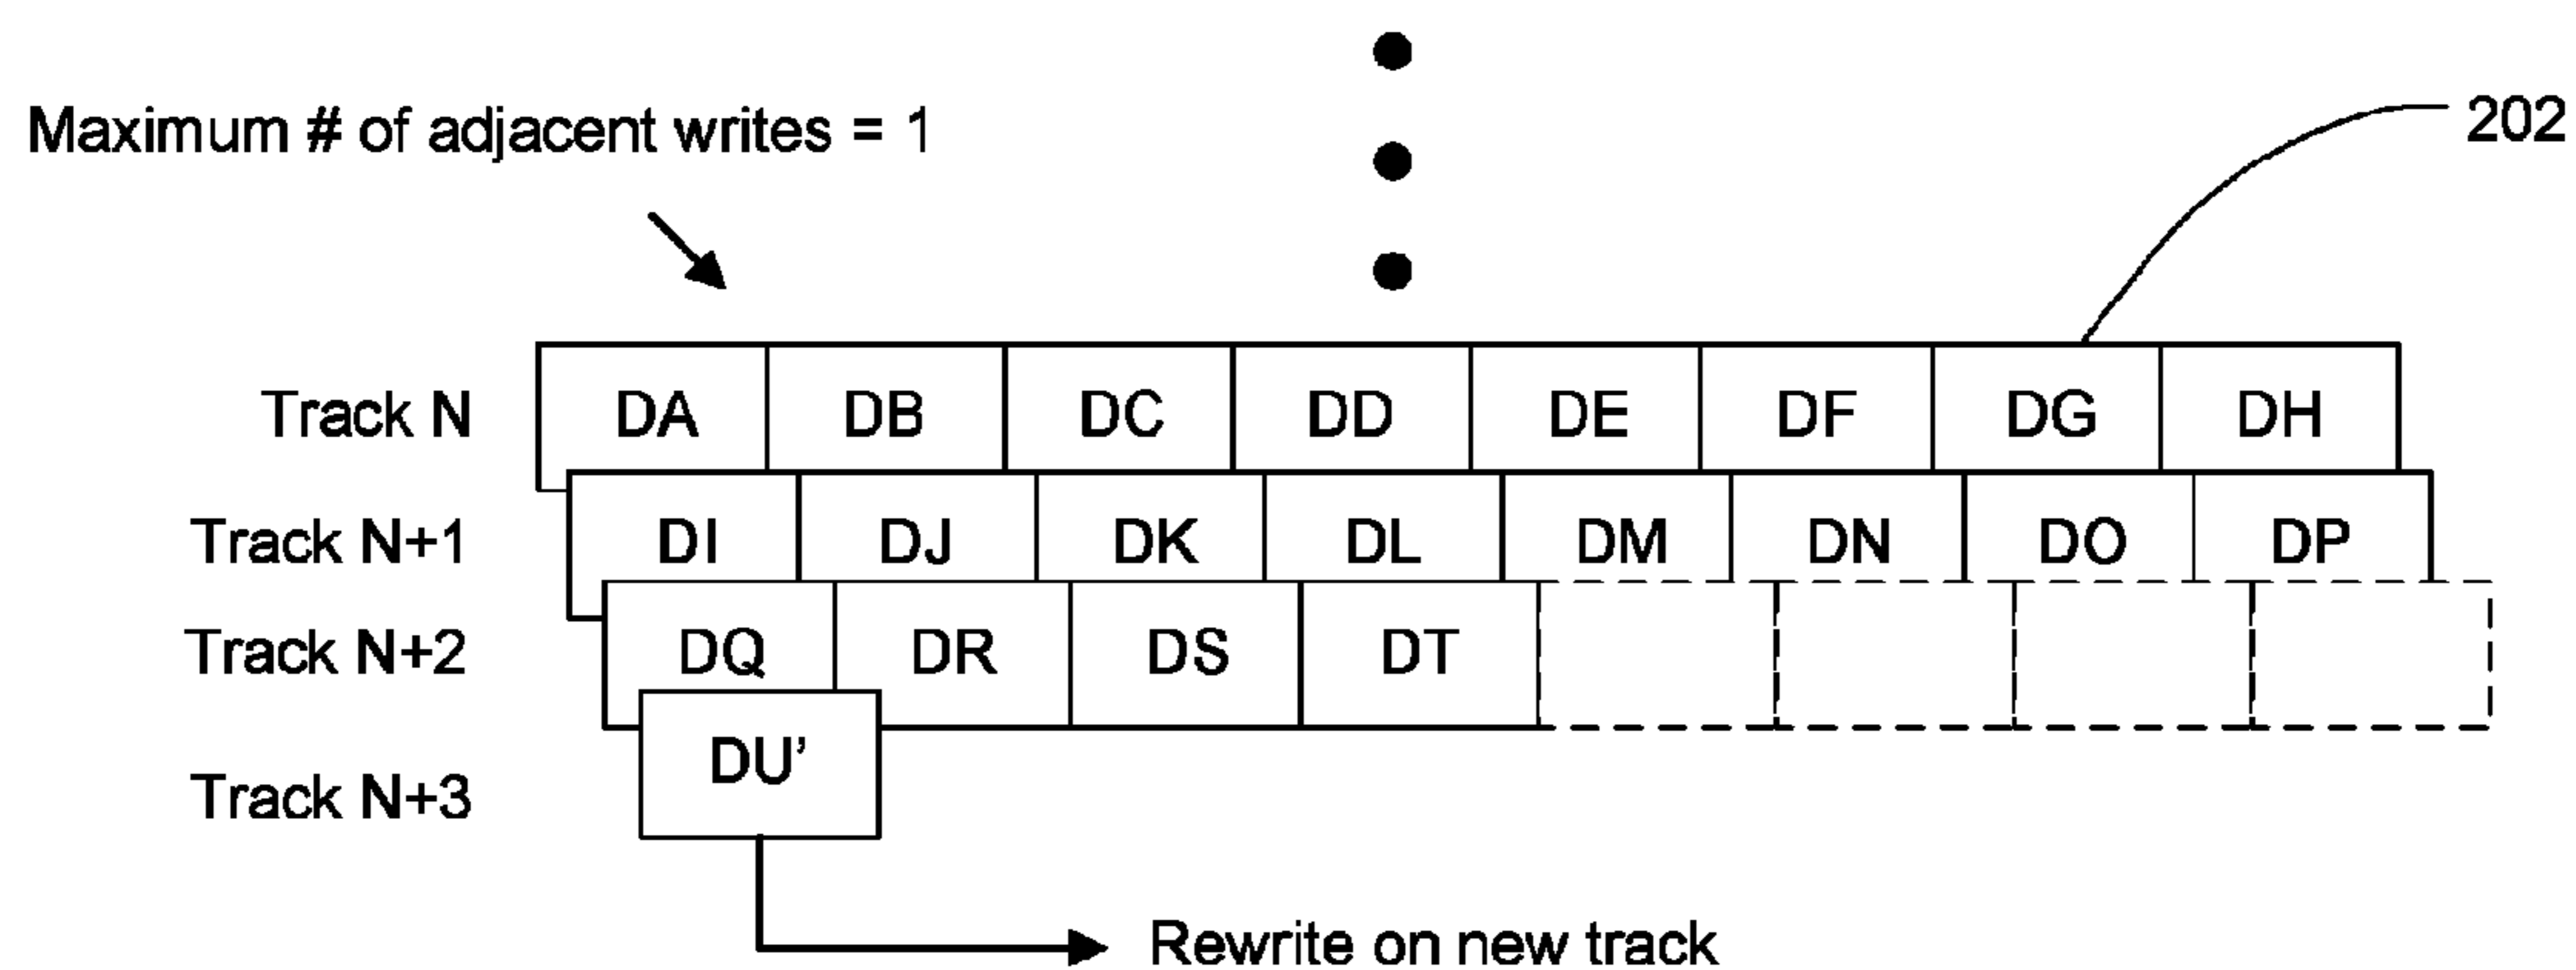 Maximum # of adjacent writes = 1
202
Track N DA DB DC DD DE DF DG DH
Track N+1 DI DJ DK DL DM DN DO DP
Track N+2 DQ DR DS DT
Track N+3 DU’
Rewrite on new track